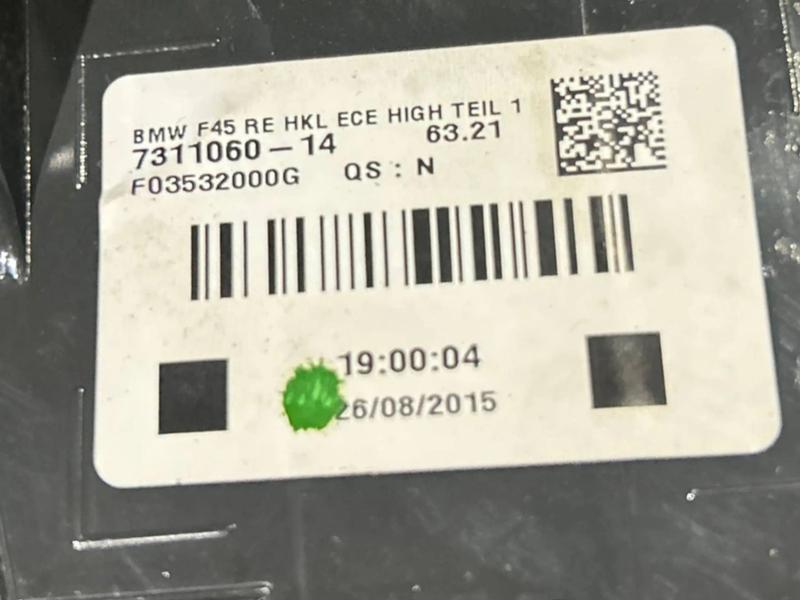 BMW F45 RE HKL ECE HIGH TEIL 1
7311060-14 63.21
F03532000G QS : N
19:00:04
26/08/2015